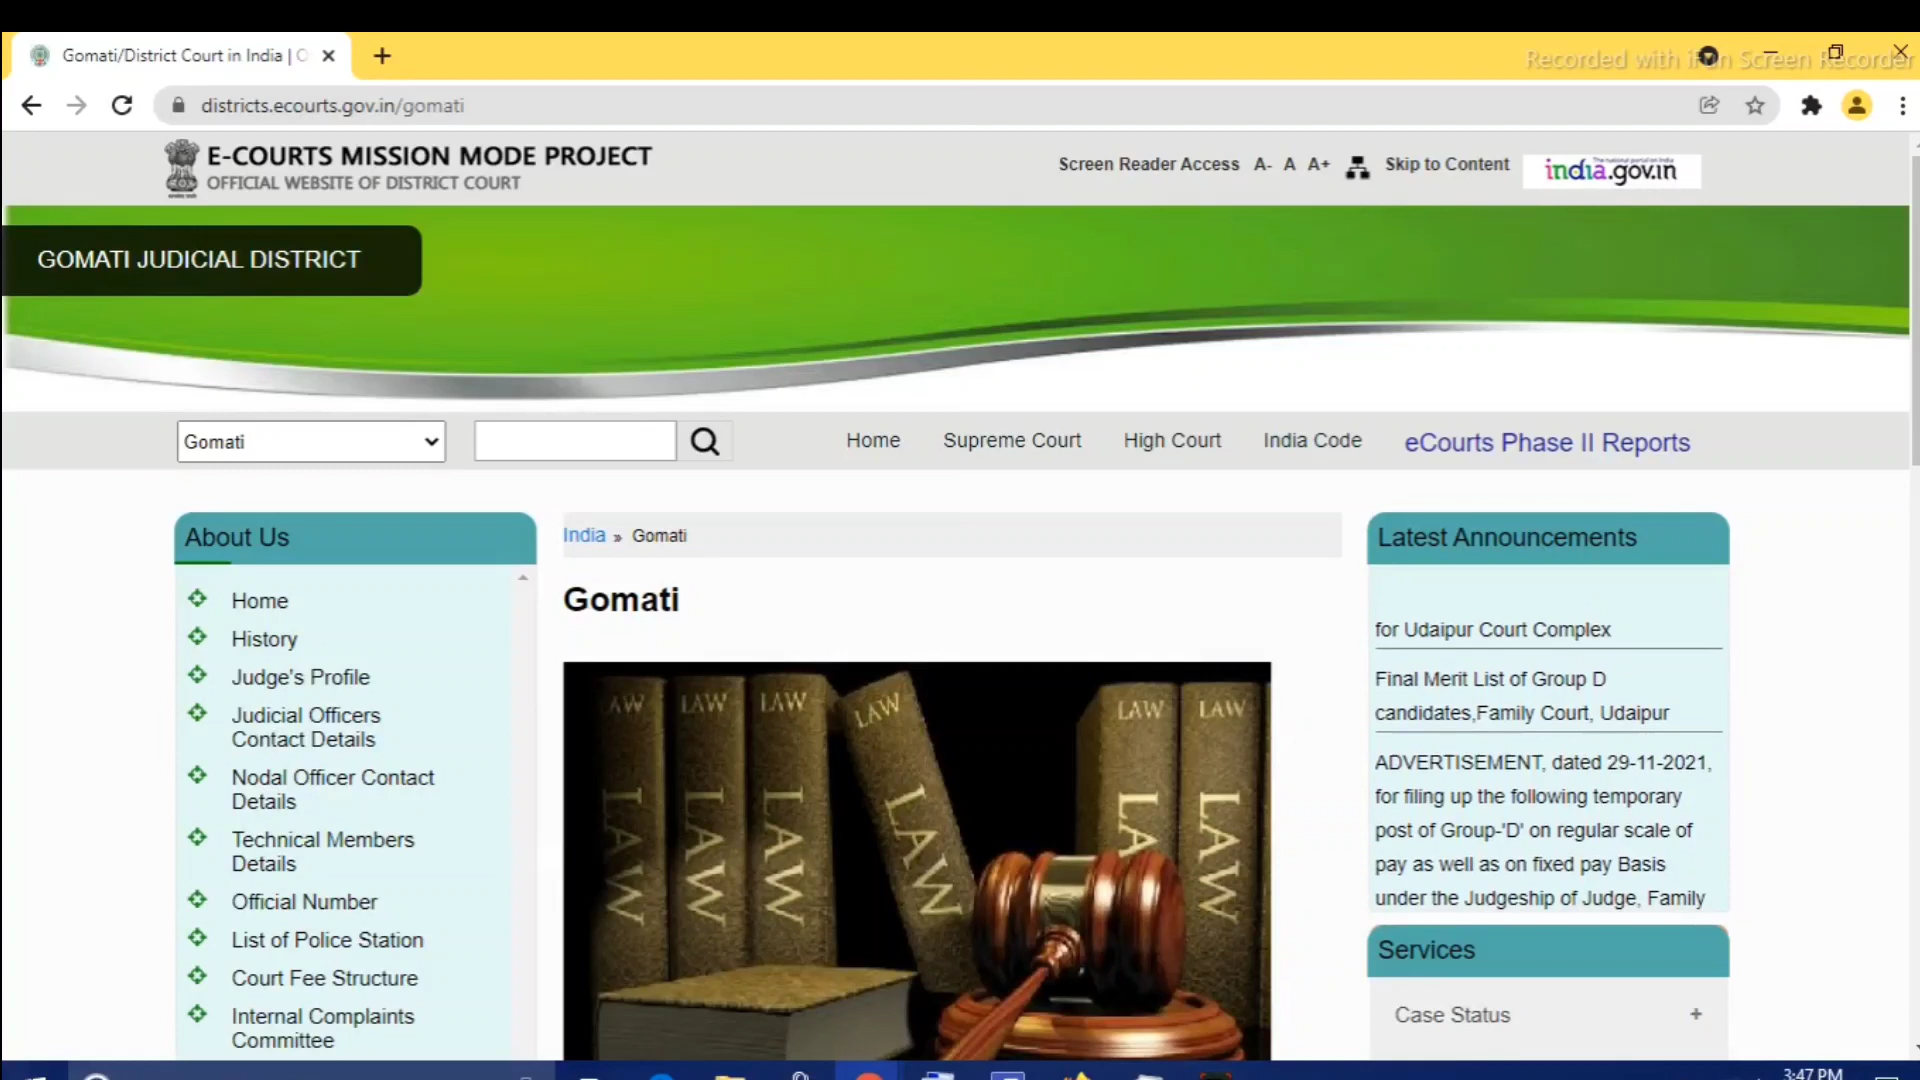 Gomati/District Court in India | O
Recorded with iFun Screen Recorder
districts.ecourts.gov.in/gomati
E-COURTS MISSION MODE PROJECT
OFFICIAL WEBSITE OF DISTRICT COURT
Screen Reader Access A- A A+ Skip to Content
india.gov.in
GOMATI JUDICIAL DISTRICT
Gomati
Home Supreme Court High Court India Code eCourts Phase II Reports
About Us
Home
History
Judge's Profile
Judicial Officers
Contact Details
Nodal Officer Contact
Details
Technical Members
Details
Official Number
List of Police Station
Court Fee Structure
Internal Complaints
Committee
India » Gomati
Gomati
AW LAW LAW LAW LAW LAW
LAW LAW LAW LAW LA LAW
Latest Announcements
for Udaipur Court Complex
Final Merit List of Group D
candidates,Family Court, Udaipur
ADVERTISEMENT, dated 29-11-2021,
for filing up the following temporary
post of Group-'D' on regular scale of
pay as well as on fixed pay Basis
under the Judgeship of Judge, Family
Services
Case Status +
3:47 PM